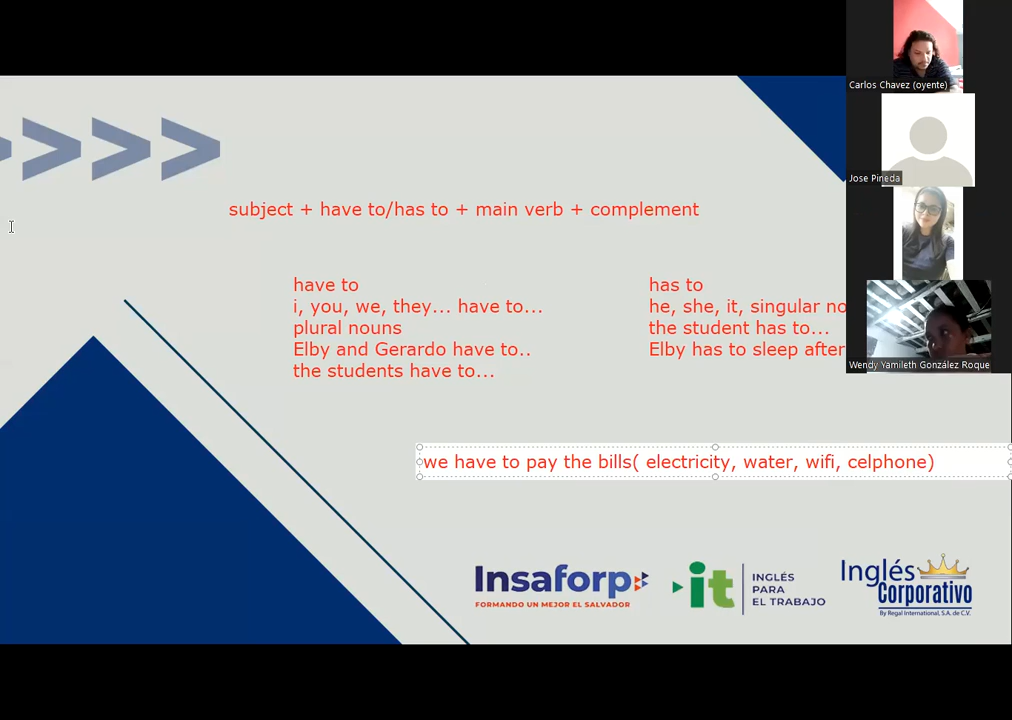 Carlos Chavez (oyente)
Jose Pineda
Wendy Yamileth González Roque
subject + have to/has to + main verb + complement
have to
i, you, we, they... have to...
plural nouns
Elby and Gerardo have to..
the students have to...
has to
he, she, it, singular no
the student has to...
Elby has to sleep after
we have to pay the bills( electricity, water, wifi, celphone)
Insaforp
FORMANDO UN MEJOR EL SALVADOR
it
INGLÉS
PARA
EL TRABAJO
Inglés
Corporativo
By Regal International, S.A. de C.V.